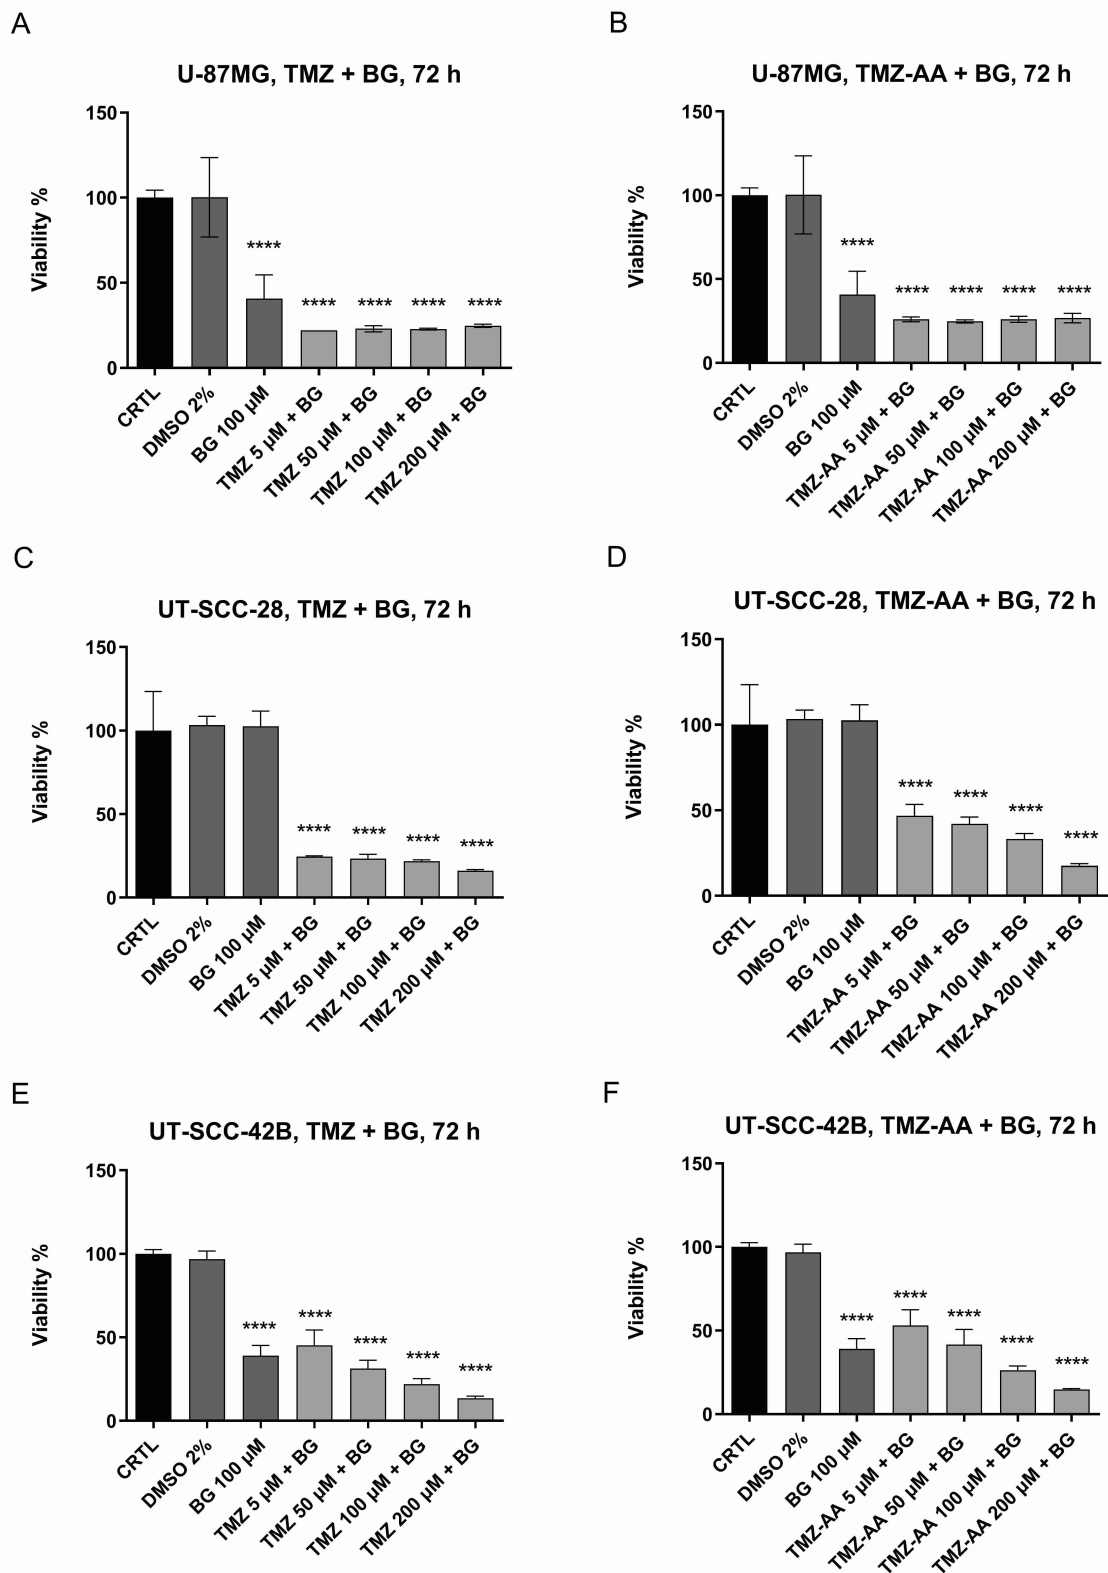 A
U-87MG, TMZ + BG, 72 h
Viability %
150
100
50
0
****
****
****
****
****
CRTL
DMSO 2%
BG 100 µM
TMZ 5 µM + BG
TMZ 50 µM + BG
TMZ 100 µM + BG
TMZ 200 µM + BG
B
U-87MG, TMZ-AA + BG, 72 h
Viability %
150
100
50
0
****
****
****
****
****
CRTL
DMSO 2%
BG 100 µM
TMZ-AA 5 µM + BG
TMZ-AA 50 µM + BG
TMZ-AA 100 µM + BG
TMZ-AA 200 µM + BG
C
UT-SCC-28, TMZ + BG, 72 h
Viability %
150
100
50
0
****
****
****
****
CRTL
DMSO 2%
BG 100 µM
TMZ 5 µM + BG
TMZ 50 µM + BG
TMZ 100 µM + BG
TMZ 200 µM + BG
D
UT-SCC-28, TMZ-AA + BG, 72 h
Viability %
150
100
50
0
****
****
****
****
CRTL
DMSO 2%
BG 100 µM
TMZ-AA 5 µM + BG
TMZ-AA 50 µM + BG
TMZ-AA 100 µM + BG
TMZ-AA 200 µM + BG
E
UT-SCC-42B, TMZ + BG, 72 h
Viability %
150
100
50
0
****
****
****
****
****
CRTL
DMSO 2%
BG 100 µM
TMZ 5 µM + BG
TMZ 50 µM + BG
TMZ 100 µM + BG
TMZ 200 µM + BG
F
UT-SCC-42B, TMZ-AA + BG, 72 h
Viability %
150
100
50
0
****
****
****
****
****
CRTL
DMSO 2%
BG 100 µM
TMZ-AA 5 µM + BG
TMZ-AA 50 µM + BG
TMZ-AA 100 µM + BG
TMZ-AA 200 µM + BG